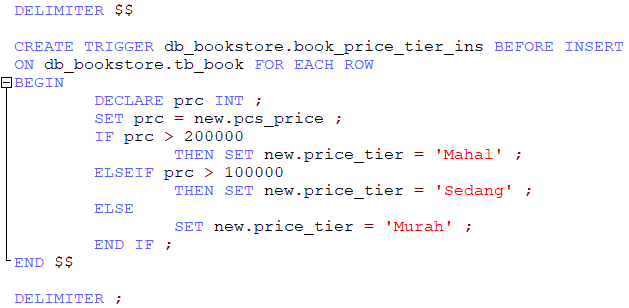 DELIMITER $$
CREATE TRIGGER db_bookstore.book_price_tier_ins BEFORE INSERT
ON db_bookstore.tb_book FOR EACH ROW
BEGIN
DECLARE prc INT ;
SET prc = new.pcs_price ;
IF prc > 200000
THEN SET new.price_tier = 'Mahal' ;
ELSEIF prc > 100000
THEN SET new.price_tier = 'Sedang' ;
ELSE
SET new.price_tier = 'Murah' ;
END IF ;
END $$
DELIMITER ;